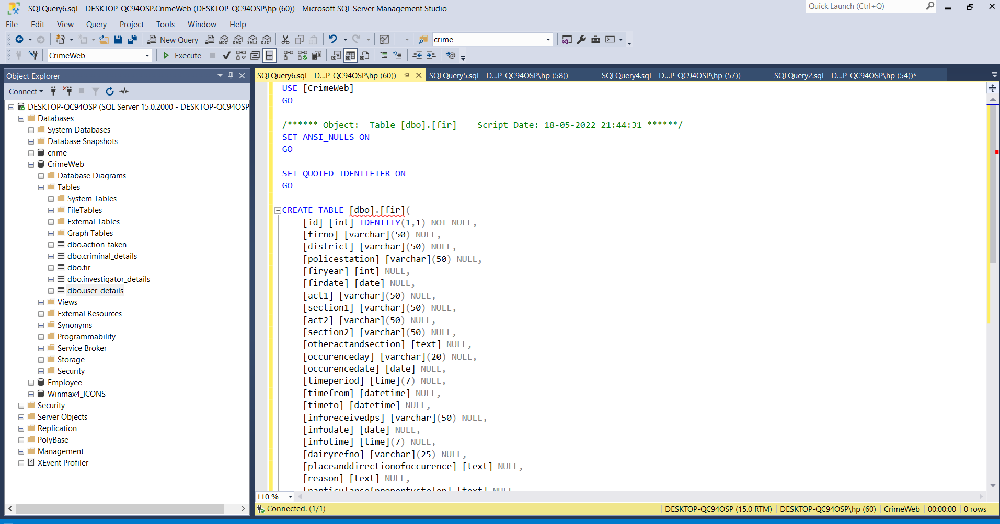 SQLQuery6.sql - DESKTOP-QC94OSP.CrimeWeb (DESKTOP-QC94OSP\hp (60)) - Microsoft SQL Server Management Studio
Quick Launch (Ctrl+Q)
File Edit View Query Project Tools Window Help
New Query MDX DMX XMLA DAX crime
CrimeWeb Execute
Object Explorer
Connect
DESKTOP-QC94OSP (SQL Server 15.0.2000 - DESKTOP-QC94OSP
Databases
System Databases
Database Snapshots
crime
CrimeWeb
Database Diagrams
Tables
System Tables
FileTables
External Tables
Graph Tables
dbo.action_taken
dbo.criminal_details
dbo.fir
dbo.investigator_details
dbo.user_details
Views
External Resources
Synonyms
Programmability
Service Broker
Storage
Security
Employee
Winmax4_ICONS
Security
Server Objects
Replication
PolyBase
Management
XEvent Profiler
SQLQuery6.sql - D...P-QC94OSP\hp (60)) SQLQuery5.sql - D...P-QC94OSP\hp (58)) SQLQuery4.sql - D...P-QC94OSP\hp (57)) SQLQuery2.sql - D...P-QC94OSP\hp (54))*
USE [CrimeWeb]
GO
/****** Object:  Table [dbo].[fir]    Script Date: 18-05-2022 21:44:31 ******/
SET ANSI_NULLS ON
GO
SET QUOTED_IDENTIFIER ON
GO
CREATE TABLE [dbo].[fir](
[id] [int] IDENTITY(1,1) NOT NULL,
[firno] [varchar](50) NULL,
[district] [varchar](50) NULL,
[policestation] [varchar](50) NULL,
[firyear] [int] NULL,
[firdate] [date] NULL,
[act1] [varchar](50) NULL,
[section1] [varchar](50) NULL,
[act2] [varchar](50) NULL,
[section2] [varchar](50) NULL,
[otheractandsection] [text] NULL,
[occurenceday] [varchar](20) NULL,
[occurencedate] [date] NULL,
[timeperiod] [time](7) NULL,
[timefrom] [datetime] NULL,
[timeto] [datetime] NULL,
[inforeceivedps] [varchar](50) NULL,
[infodate] [date] NULL,
[infotime] [time](7) NULL,
[dairyrefno] [varchar](25) NULL,
[placeanddirectionofoccurence] [text] NULL,
[reason] [text] NULL,
[particularsofpropertystolen] [text] NULL
110 %
Connected. (1/1) DESKTOP-QC94OSP (15.0 RTM) DESKTOP-QC94OSP\hp (60) CrimeWeb 00:00:00 0 rows